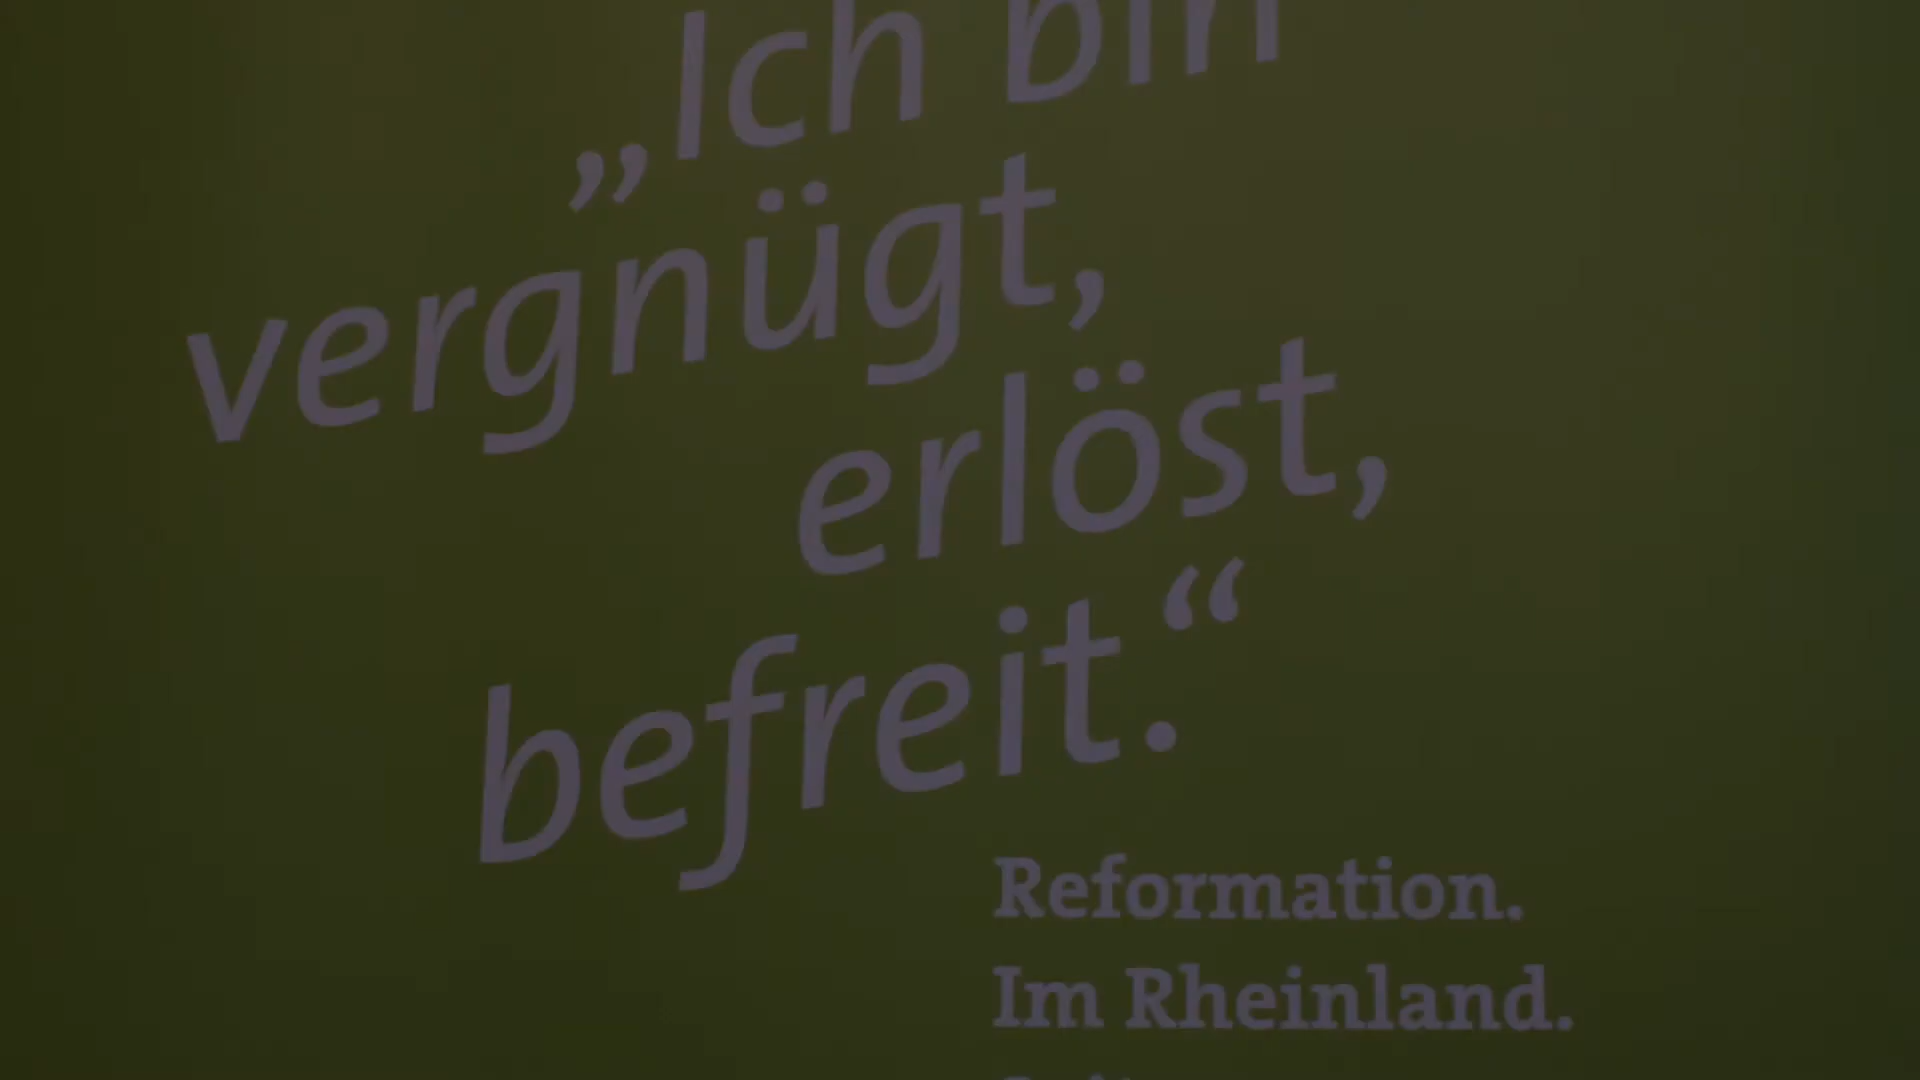 „Ich bin
vergnügt,
erlöst,
befreit.“
Reformation.
Im Rheinland.